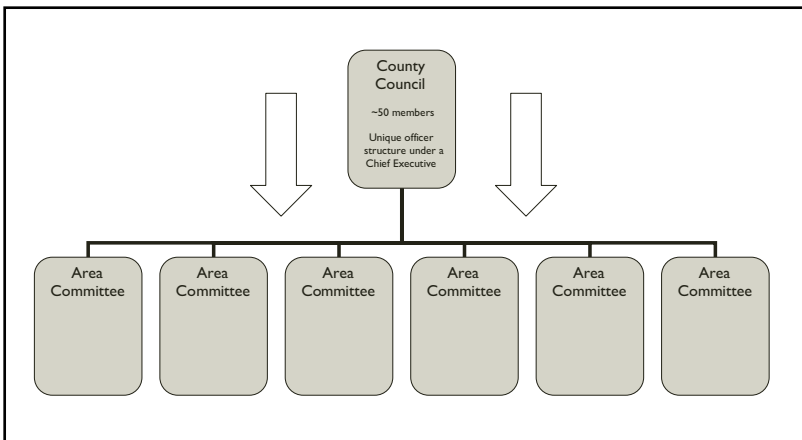 County
Council
~50 members
Unique officer
structure under a
Chief Executive
Area
Committee
Area
Committee
Area
Committee
Area
Committee
Area
Committee
Area
Committee